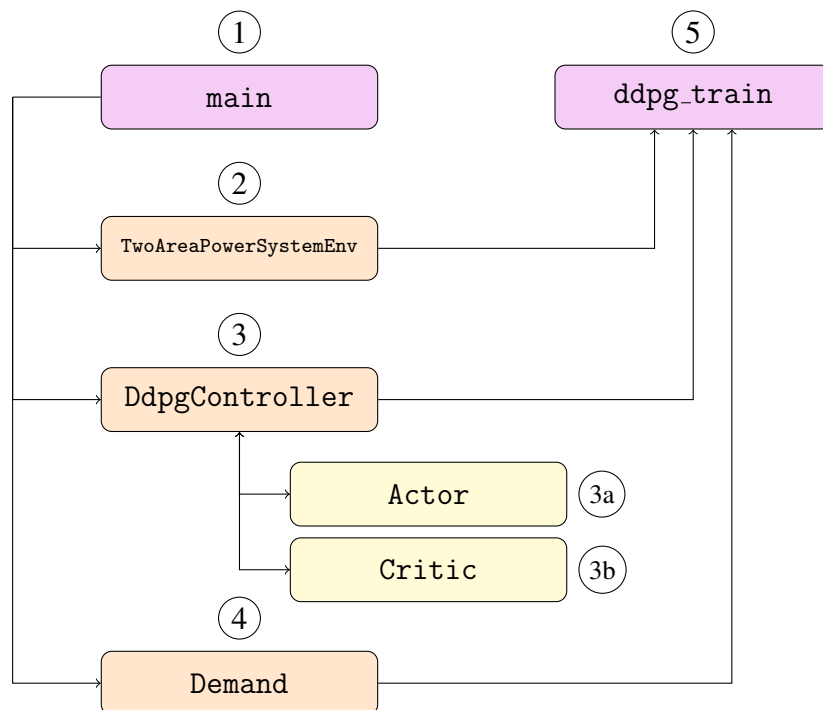 1
5
main
ddpg_train
2
TwoAreaPowerSystemEnv
3
DdpgController
Actor
3a
Critic
3b
4
Demand